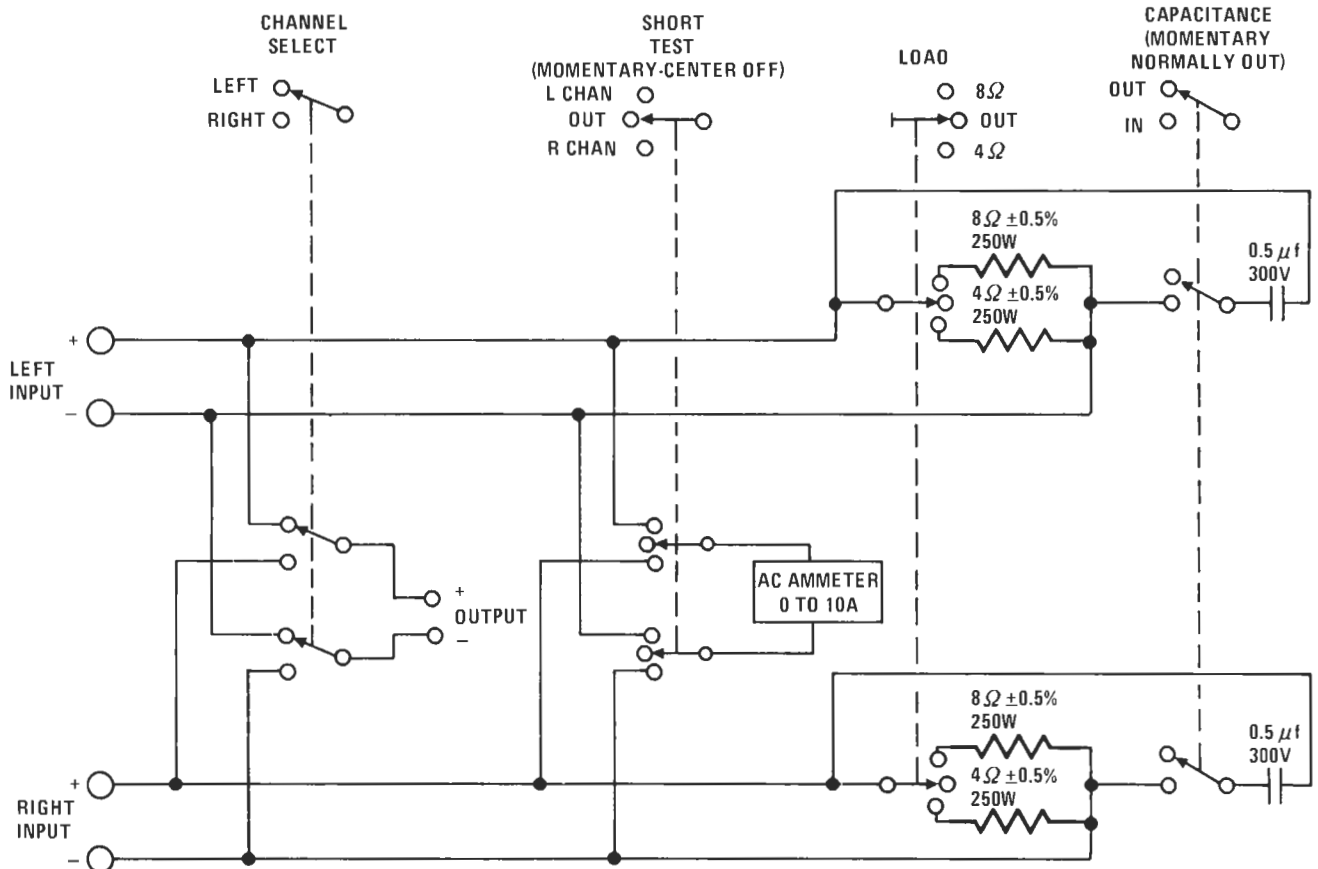 CHANNEL
SELECT
LEFT
RIGHT
SHORT
TEST
(MOMENTARY-CENTER OFF)
L CHAN
OUT
R CHAN
LOAO
8Ω
OUT
4Ω
CAPACITANCE
(MOMENTARY
NORMALLY OUT)
OUT
IN
8Ω ±0.5%
250W
4Ω ±0.5%
250W
0.5 μf
300V
+
LEFT
INPUT
–
+
OUTPUT
–
AC AMMETER
0 TO 10A
8Ω ±0.5%
250W
4Ω ±0.5%
250W
0.5 μf
300V
+
RIGHT
INPUT
–